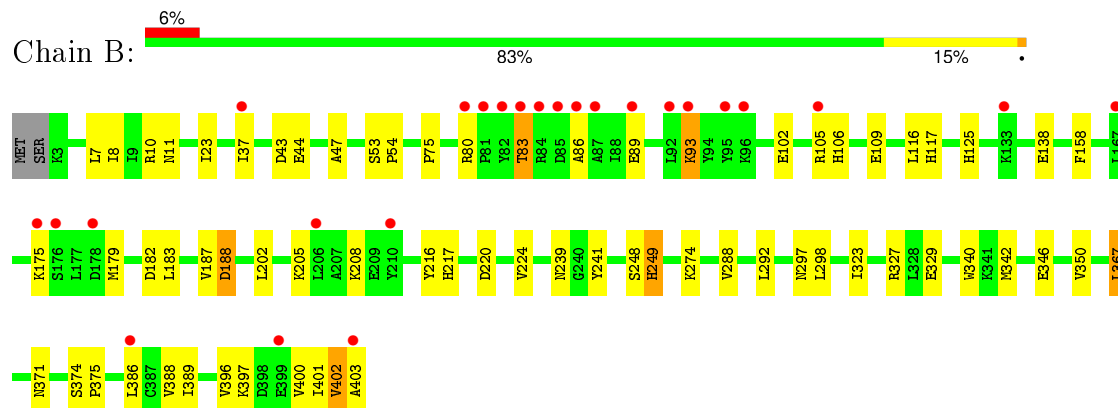 6%
Chain B:
83%
15%
•
MET SER K3 L7 I8 I9 R10 N11 I23 I37 D43 E44 A47 S53 P54 P75 R80 P81 Y82 T83 R84 D85 A86 A87 I88 E89 L92 K93 Y94 Y95 K96 E102 R105 H106 E109 L116 H117 H125 K133 E138 F158 L167
K175 S176 L177 D178 M179 D182 L183 V187 D188 L202 K205 L206 A207 K208 E209 Y210 Y216 H217 D220 V224 N239 G240 Y241 S248 H249 K274 V288 L292 N297 L298 I323 R327 L328 E329 W340 K341 M342 E346 V350
N371 S374 P375 L386 C387 V388 I389 V396 K397 D398 E399 V400 I401 V402 A403